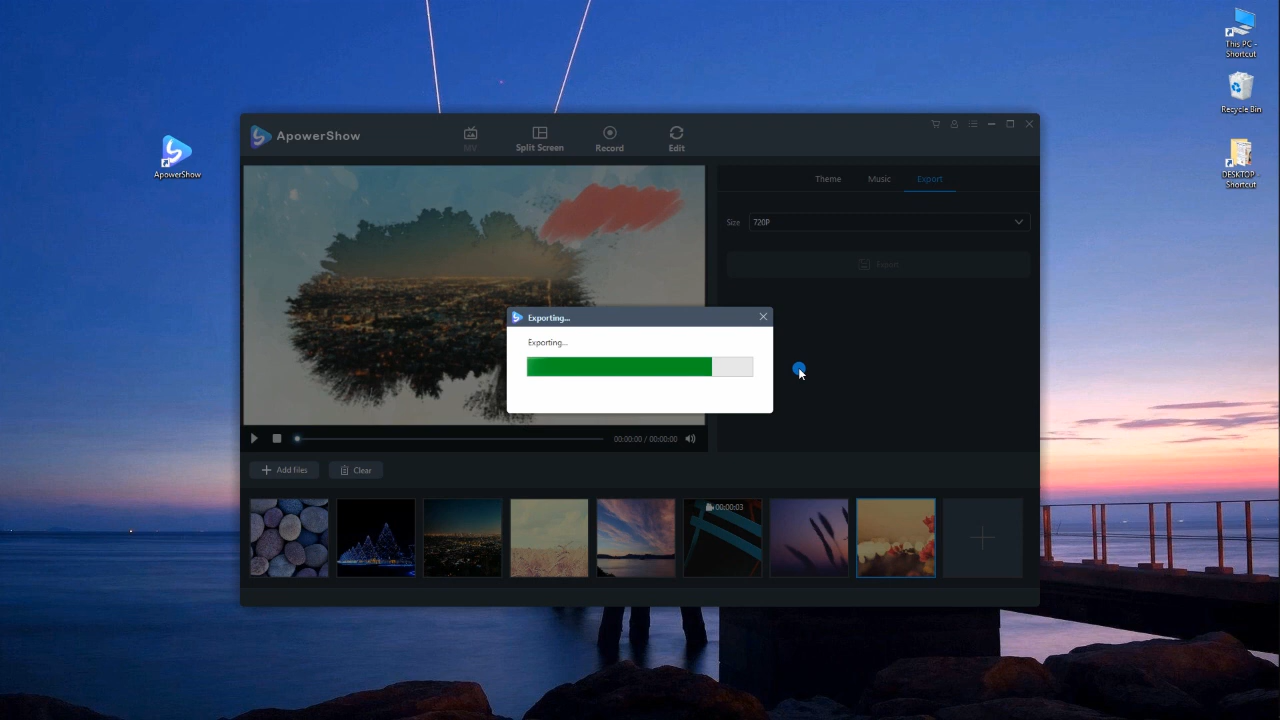 This PC -
Shortcut
Recycle Bin
DESKTOP -
Shortcut
ApowerShow
ApowerShow
MV
Split Screen
Record
Edit
Theme
Music
Export
Size
720P
Export
Exporting...
Exporting...
00:00:00 / 00:00:00
Add files
Clear
00:00:03